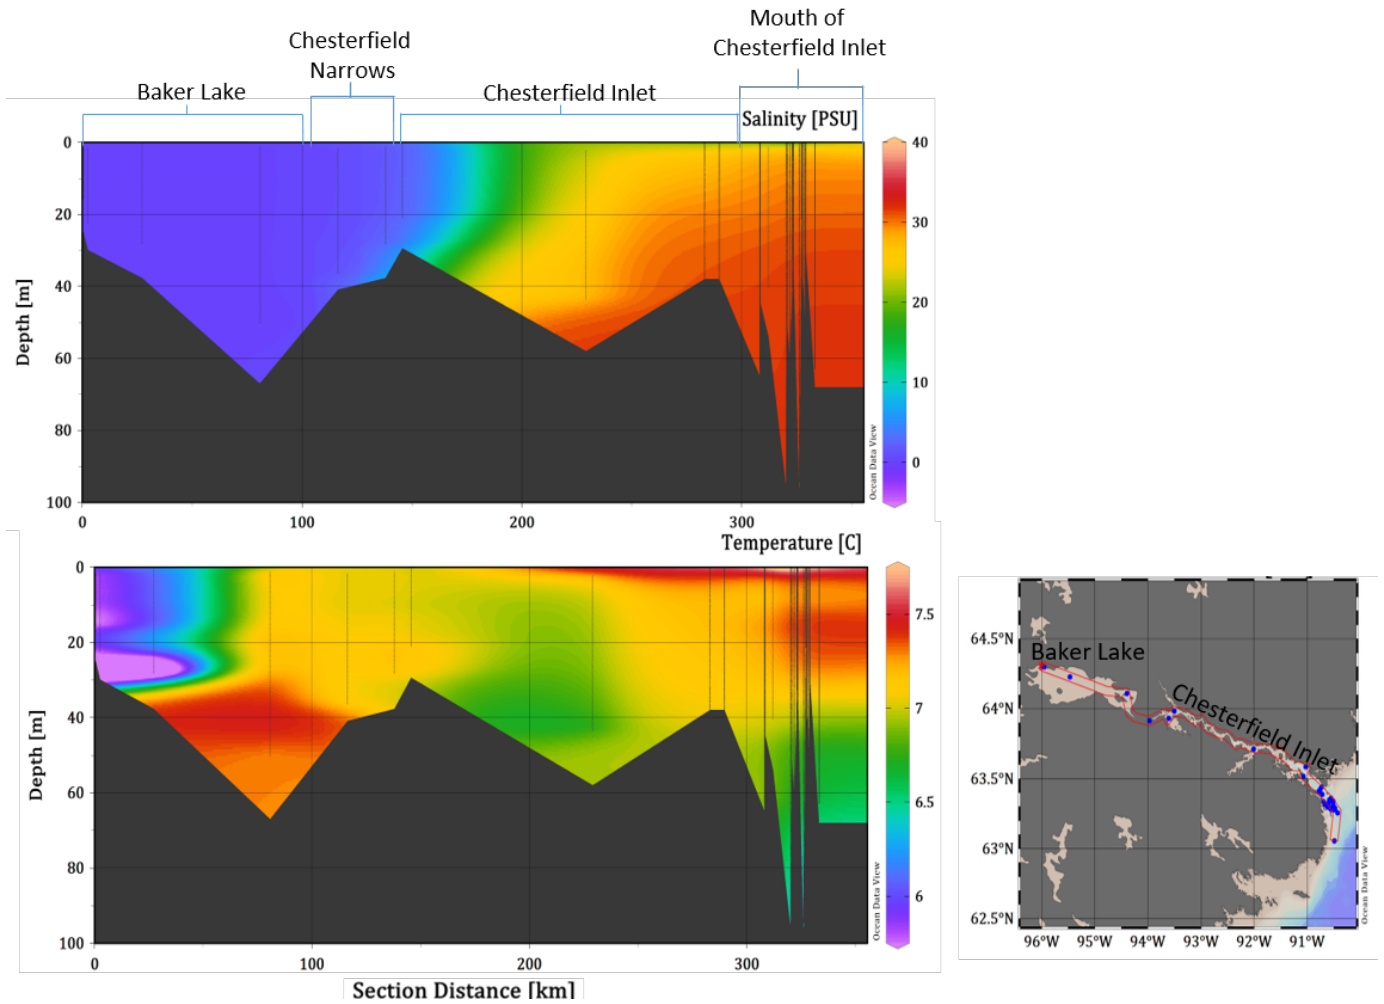 Mouth of
Chesterfield Inlet
Chesterfield
Narrows
Baker Lake
Chesterfield Inlet
Salinity [PSU]
0
20
40
60
80
100
Depth [m]
0
100
200
300
40
30
20
10
0
Ocean Data View
Temperature [C]
0
20
40
60
80
100
Depth [m]
0
100
200
300
Section Distance [km]
7.5
7
6.5
6
Ocean Data View
Baker Lake
Chesterfield Inlet
64.5°N
64°N
63.5°N
63°N
62.5°N
96°W
95°W
94°W
93°W
92°W
91°W
Ocean Data View